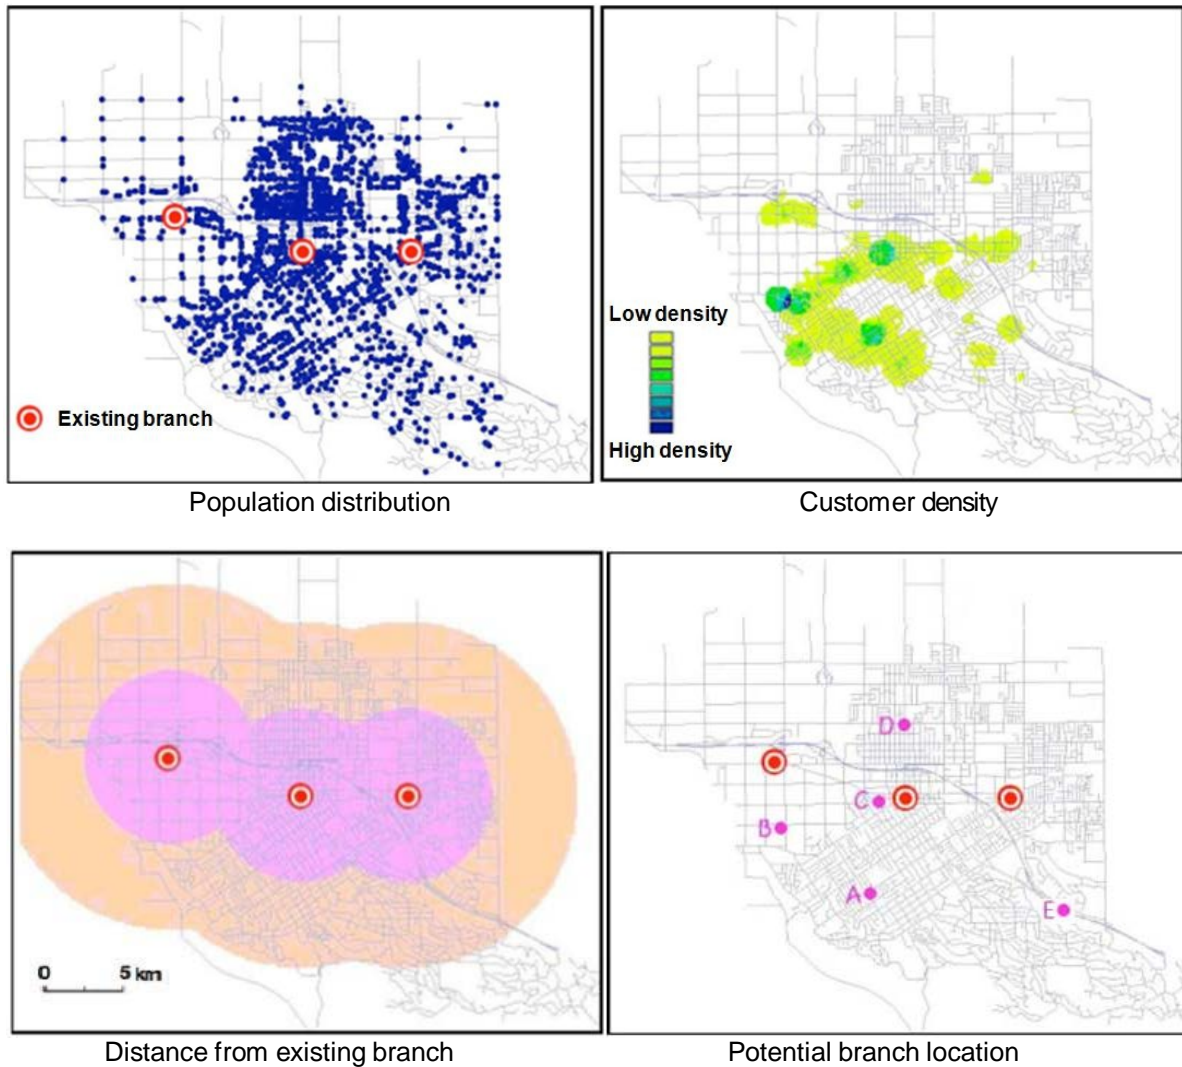 Existing branch
Low density
High density
Population distribution
Customer density
0 5 km
Distance from existing branch
D
C
B
A
E
Potential branch location